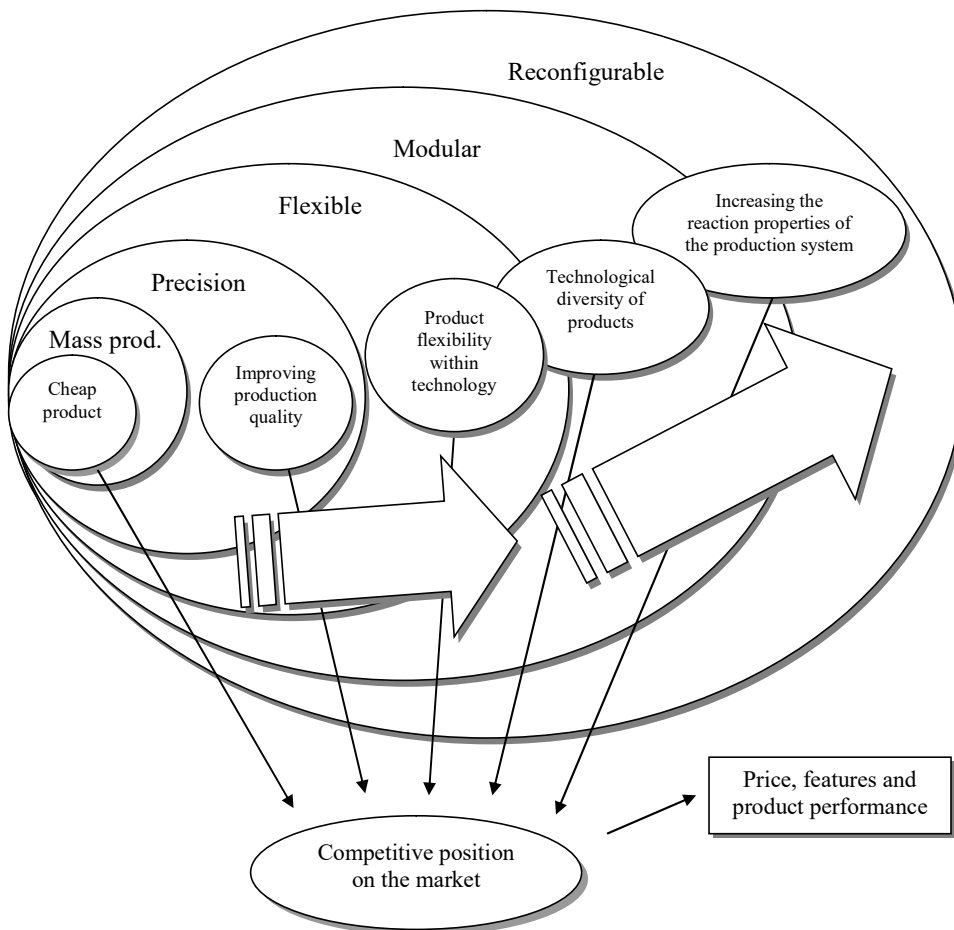 Reconfigurable
Modular
Flexible
Precision
Mass prod.
Cheap
product
Improving
production
quality
Product
flexibility
within
technology
Technological
diversity of
products
Increasing the
reaction properties of
the production system
Price, features and
product performance
Competitive position
on the market